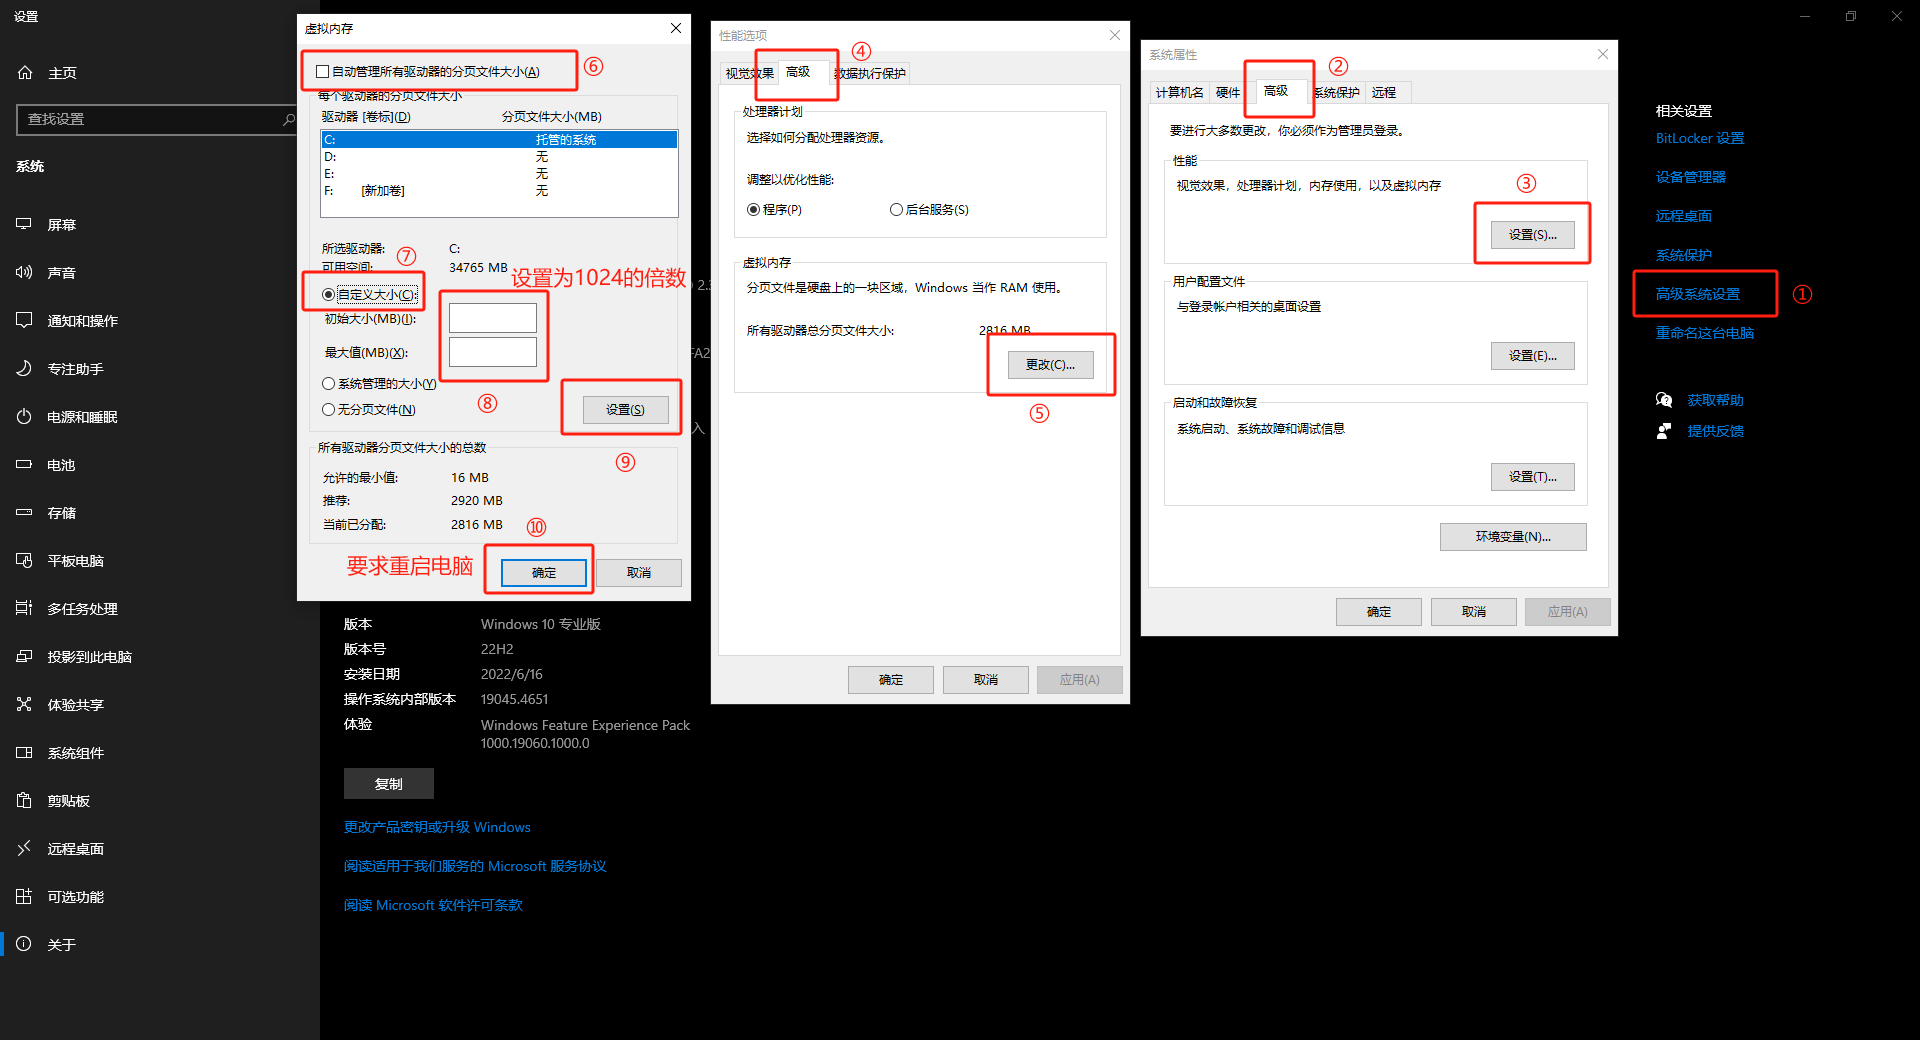 设置
主页
查找设置
系统
屏幕
声音
通知和操作
专注助手
电源和睡眠
电池
存储
平板电脑
多任务处理
投影到此电脑
体验共享
系统组件
剪贴板
远程桌面
可选功能
关于
虚拟内存
自动管理所有驱动器的分页文件大小(A)
⑥
每个驱动器的分页文件大小
驱动器 [卷标](D) 分页文件大小(MB)
C: 托管的系统
D: 无
E: 无
F: [新加卷] 无
所选驱动器: C:
⑦
可用空间: 34765 MB
设置为1024的倍数
自定义大小(C):
初始大小(MB)(I):
最大值(MB)(X):
系统管理的大小(Y)
⑧
无分页文件(N)
设置(S)
⑨
所有驱动器分页文件大小的总数
允许的最小值: 16 MB
推荐: 2920 MB
当前已分配: 2816 MB
⑩
要求重启电脑
确定 取消
版本 Windows 10 专业版
版本号 22H2
安装日期 2022/6/16
操作系统内部版本 19045.4651
体验 Windows Feature Experience Pack
1000.19060.1000.0
复制
更改产品密钥或升级 Windows
阅读适用于我们服务的 Microsoft 服务协议
阅读 Microsoft 软件许可条款
2.3
FA2
入
性能选项
④
视觉效果 高级 数据执行保护
处理器计划
选择如何分配处理器资源。
调整以优化性能:
程序(P) 后台服务(S)
虚拟内存
分页文件是硬盘上的一块区域，Windows 当作 RAM 使用。
所有驱动器总分页文件大小: 2816 MB
更改(C)...
⑤
确定 取消 应用(A)
系统属性
②
计算机名 硬件 高级 系统保护 远程
要进行大多数更改，你必须作为管理员登录。
性能
视觉效果，处理器计划，内存使用，以及虚拟内存
③
设置(S)...
用户配置文件
与登录帐户相关的桌面设置
设置(E)...
启动和故障恢复
系统启动、系统故障和调试信息
设置(T)...
环境变量(N)...
确定 取消 应用(A)
相关设置
BitLocker 设置
设备管理器
远程桌面
系统保护
高级系统设置
①
重命名这台电脑
获取帮助
提供反馈